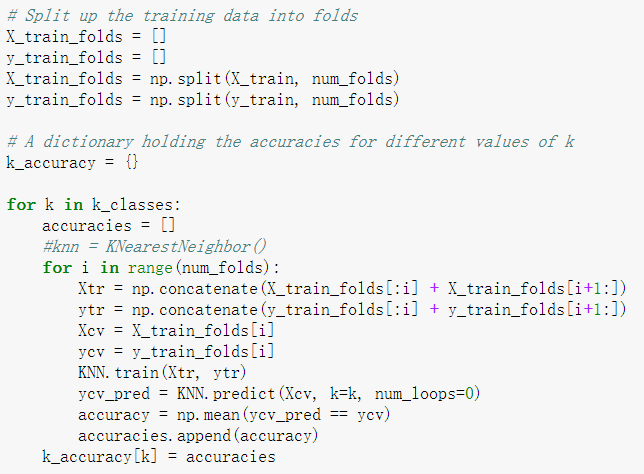 # Split up the training data into folds
X_train_folds = []
y_train_folds = []
X_train_folds = np.split(X_train, num_folds)
y_train_folds = np.split(y_train, num_folds)

# A dictionary holding the accuracies for different values of k
k_accuracy = {}

for k in k_classes:
    accuracies = []
    #knn = KNearestNeighbor()
    for i in range(num_folds):
        Xtr = np.concatenate(X_train_folds[:i] + X_train_folds[i+1:])
        ytr = np.concatenate(y_train_folds[:i] + y_train_folds[i+1:])
        Xcv = X_train_folds[i]
        ycv = y_train_folds[i]
        KNN.train(Xtr, ytr)
        ycv_pred = KNN.predict(Xcv, k=k, num_loops=0)
        accuracy = np.mean(ycv_pred == ycv)
        accuracies.append(accuracy)
    k_accuracy[k] = accuracies